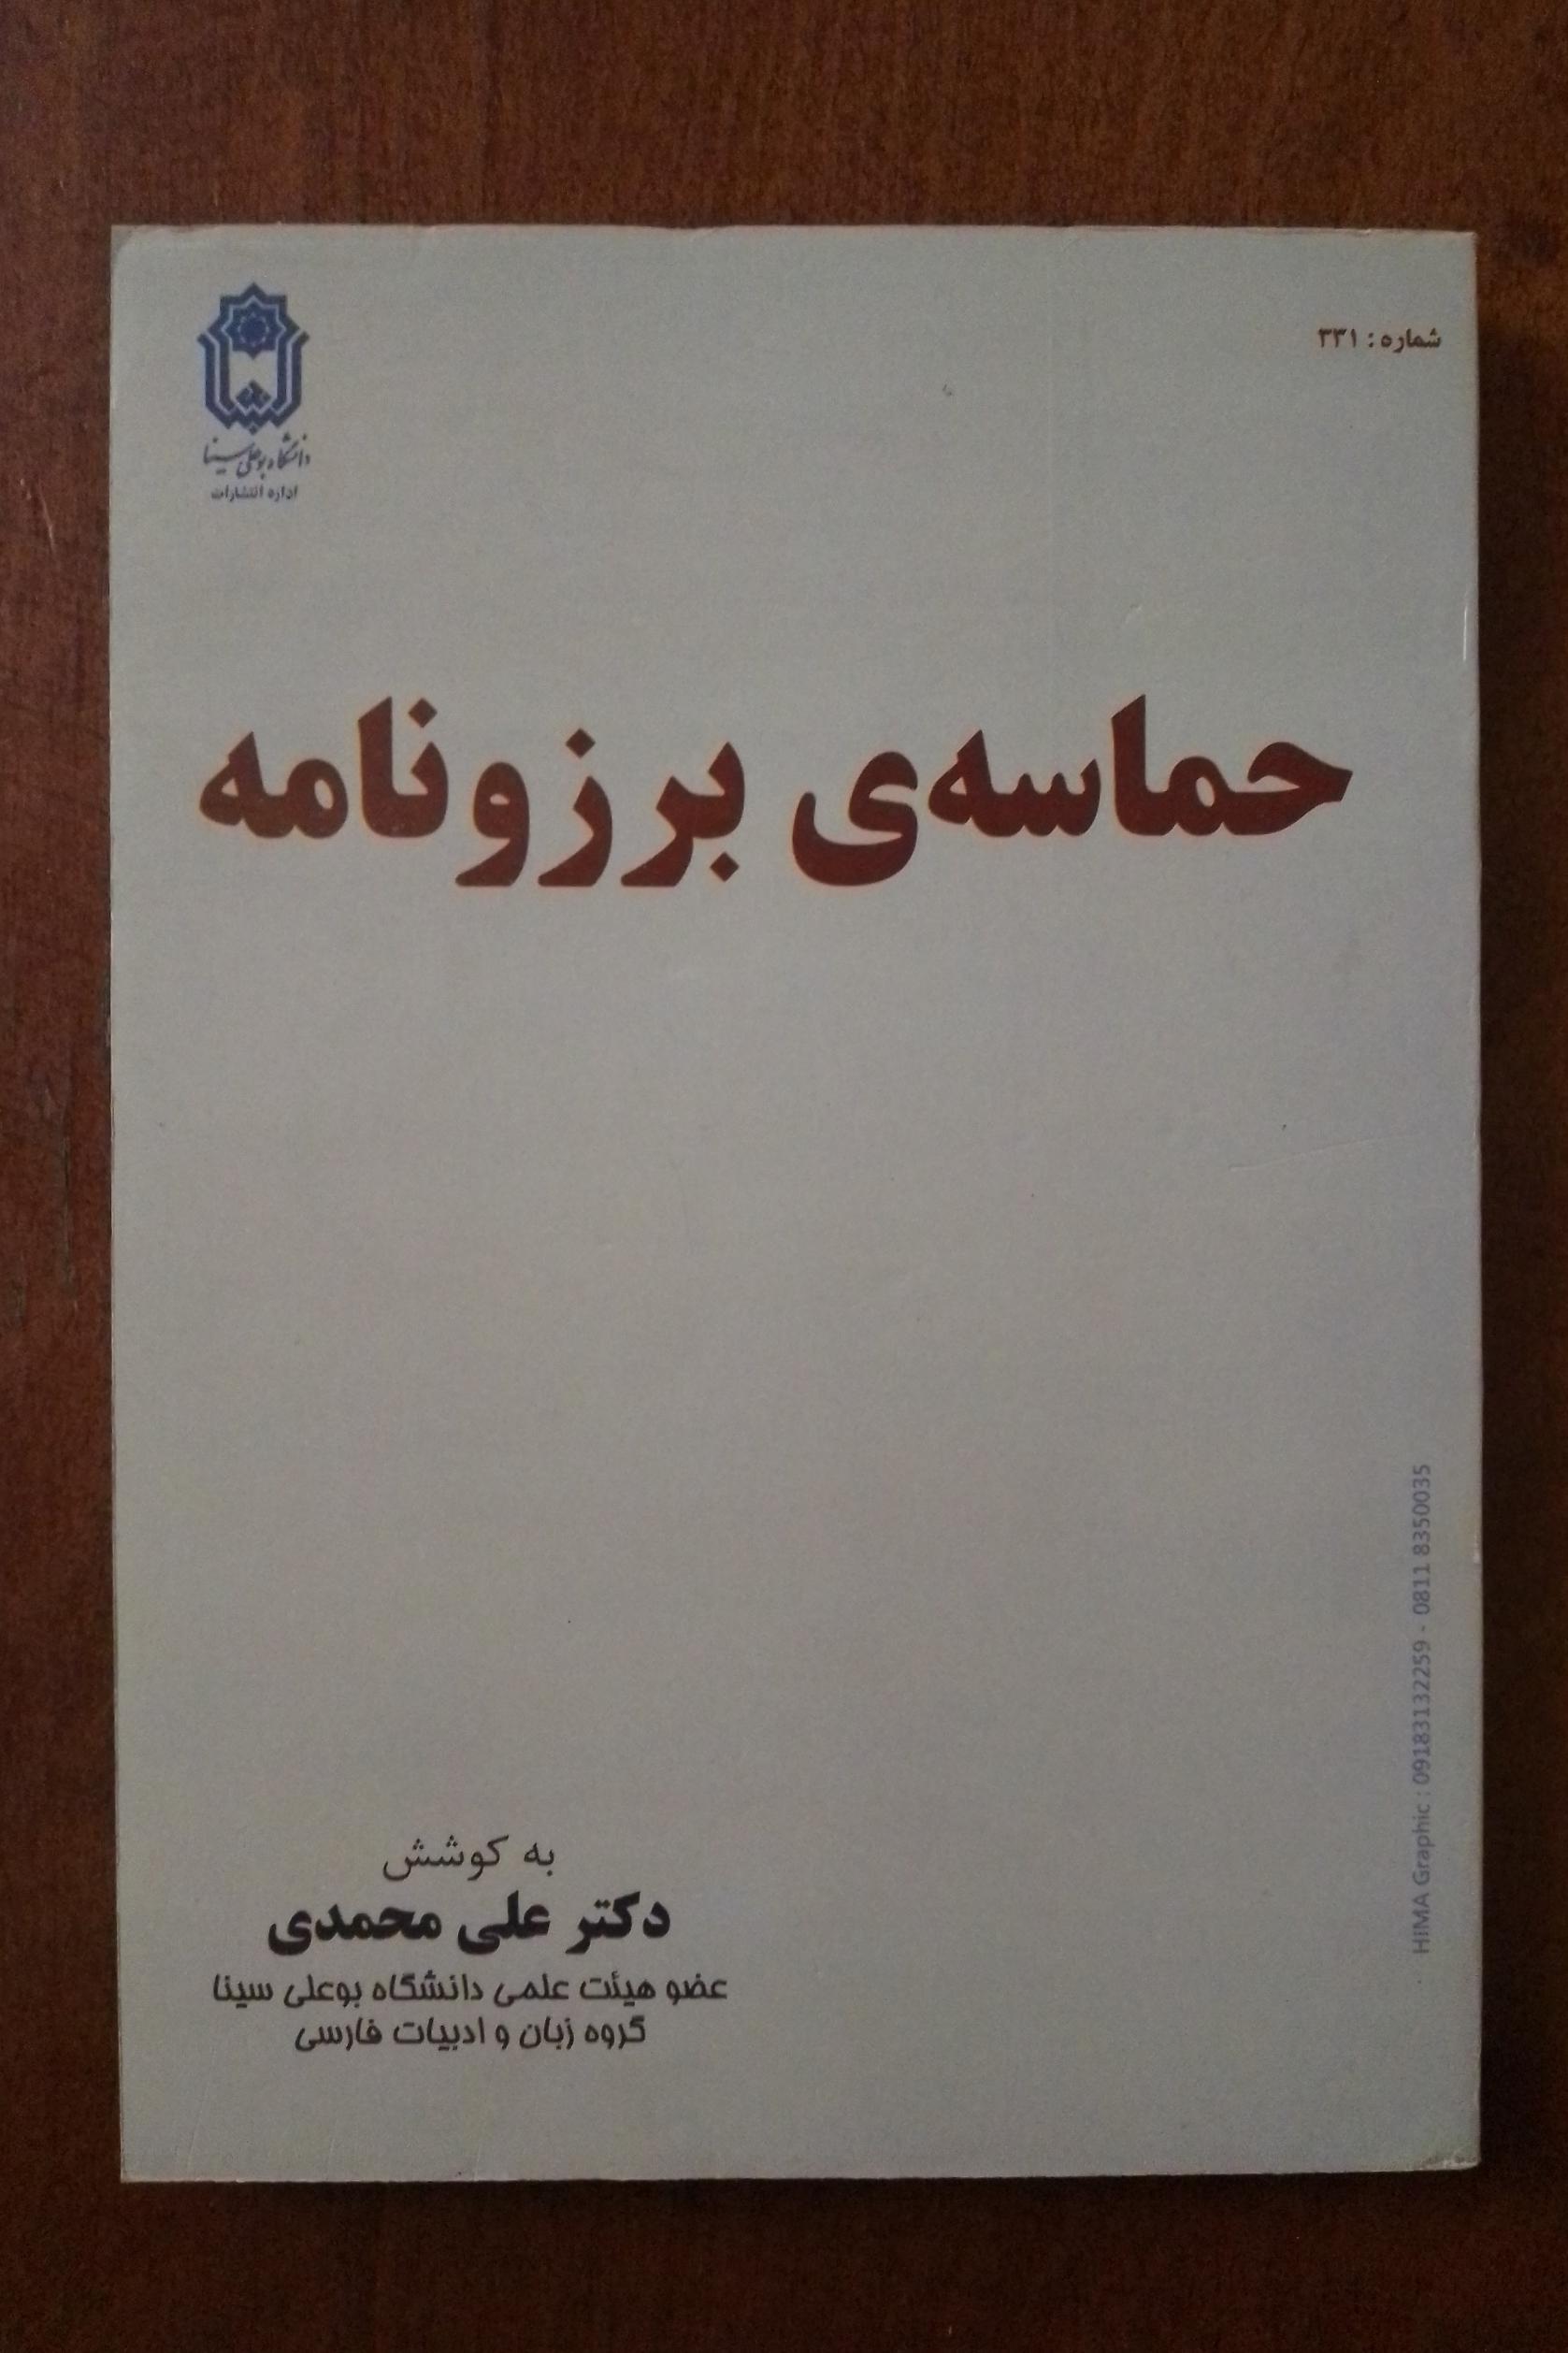 شماره: ۳۳۱
دانشگاه بوعلی سینا
اداره انتشارات
حماسه‌ی برزونامه
به کوشش
دکتر علی محمدی
عضو هیئت علمی دانشگاه بوعلی سینا
گروه زبان و ادبیات فارسی
HIMA Graphic : 09183132259 - 0811 8350035